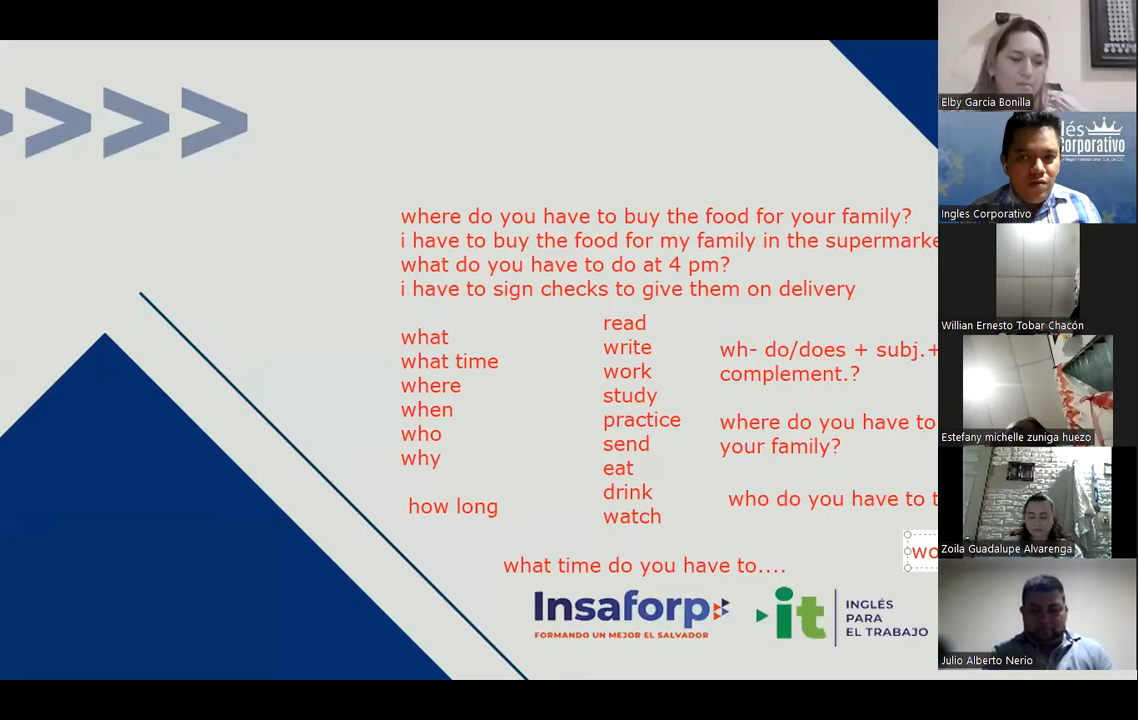 where do you have to buy the food for your family?
i have to buy the food for my family in the supermarke
what do you have to do at 4 pm?
i have to sign checks to give them on delivery
what
what time
where
when
who
why
how long
read
write
work
study
practice
send
eat
drink
watch
wh- do/does + subj.+
complement.?
where do you have to
your family?
who do you have to t
wo
what time do you have to....
Insaforp
FORMANDO UN MEJOR EL SALVADOR
it
INGLÉS
PARA
EL TRABAJO
Elby Garcia Bonilla
lés
Corporativo
Ingles Corporativo
Willian Ernesto Tobar Chacón
Estefany michelle zuniga huezo
Zoila Guadalupe Alvarenga
Julio Alberto Nerio